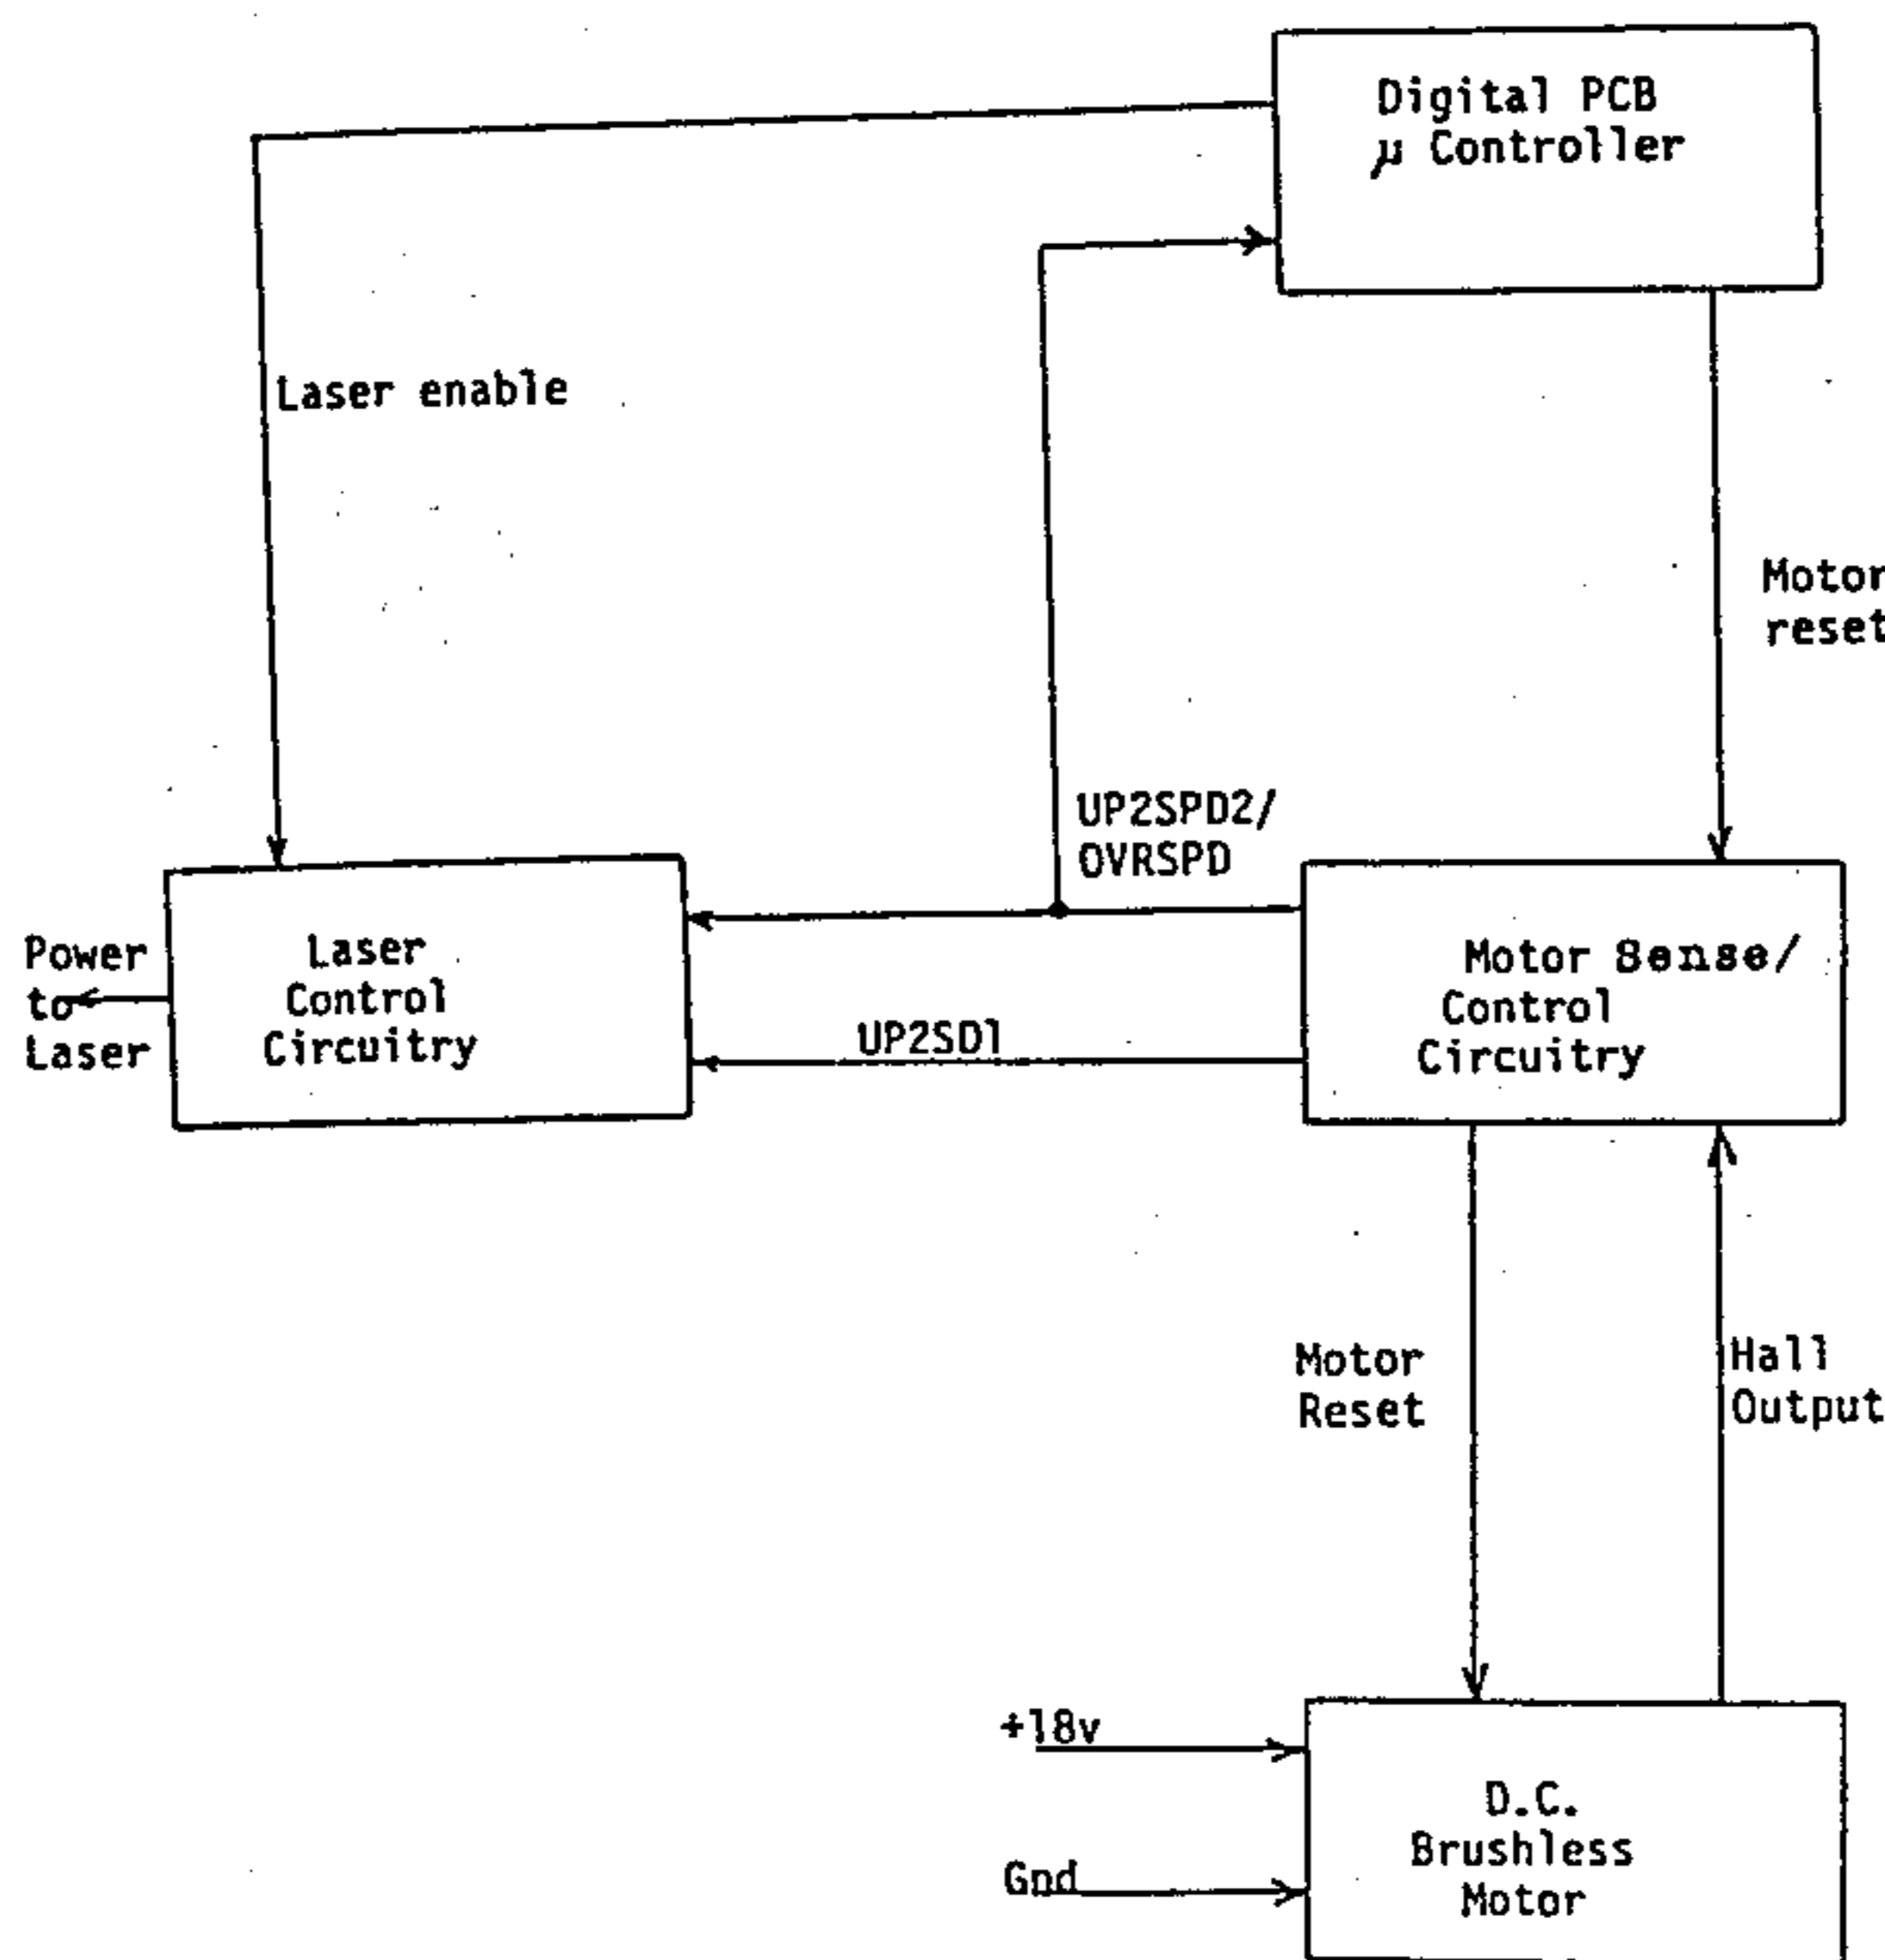 Digital PCB
µ Controller
Laser enable
Motor
reset
UP2SPD2/
OVRSPD
Power
to
Laser
Laser
Control
Circuitry
UP2SD1
Motor Sense/
Control
Circuitry
Motor
Reset
Hall
Output
+18v
Gnd
D.C.
Brushless
Motor